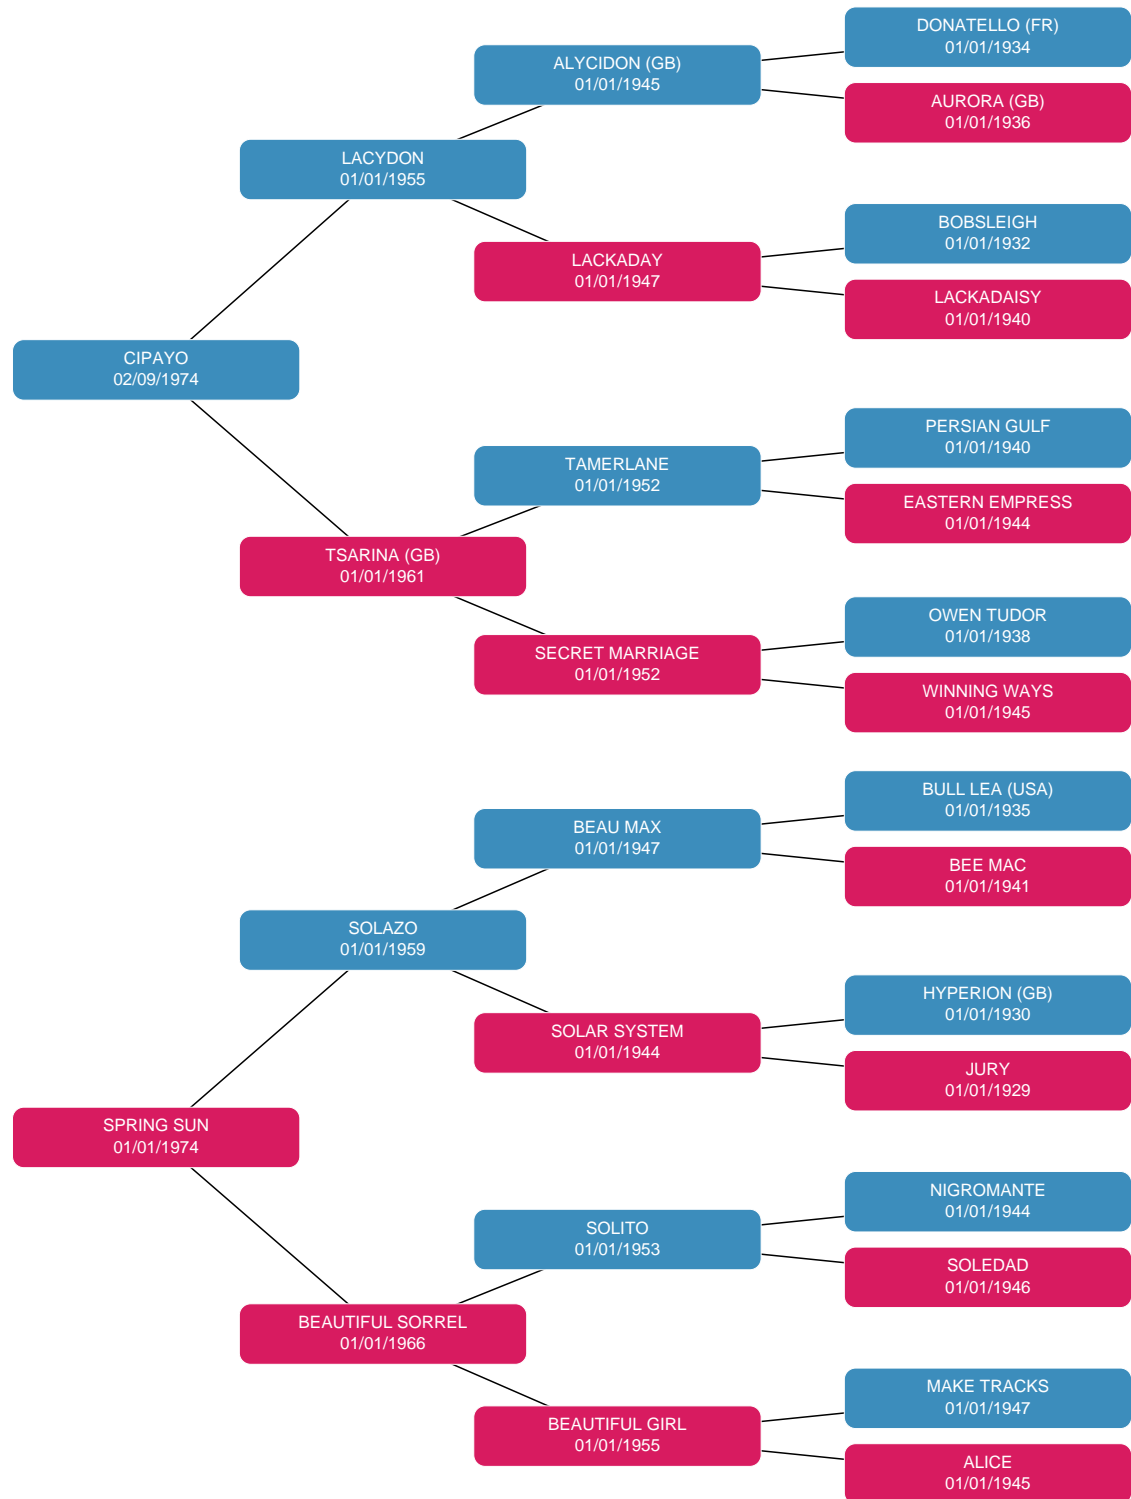 DONATELLO (FR)
01/01/1934
ALYCIDON (GB)
01/01/1945
AURORA (GB)
01/01/1936
LACYDON
01/01/1955
BOBSLEIGH
01/01/1932
LACKADAY
01/01/1947
LACKADAISY
01/01/1940
CIPAYO
02/09/1974
PERSIAN GULF
01/01/1940
TAMERLANE
01/01/1952
EASTERN EMPRESS
01/01/1944
TSARINA (GB)
01/01/1961
OWEN TUDOR
01/01/1938
SECRET MARRIAGE
01/01/1952
WINNING WAYS
01/01/1945
BULL LEA (USA)
01/01/1935
BEAU MAX
01/01/1947
BEE MAC
01/01/1941
SOLAZO
01/01/1959
HYPERION (GB)
01/01/1930
SOLAR SYSTEM
01/01/1944
JURY
01/01/1929
SPRING SUN
01/01/1974
NIGROMANTE
01/01/1944
SOLITO
01/01/1953
SOLEDAD
01/01/1946
BEAUTIFUL SORREL
01/01/1966
MAKE TRACKS
01/01/1947
BEAUTIFUL GIRL
01/01/1955
ALICE
01/01/1945